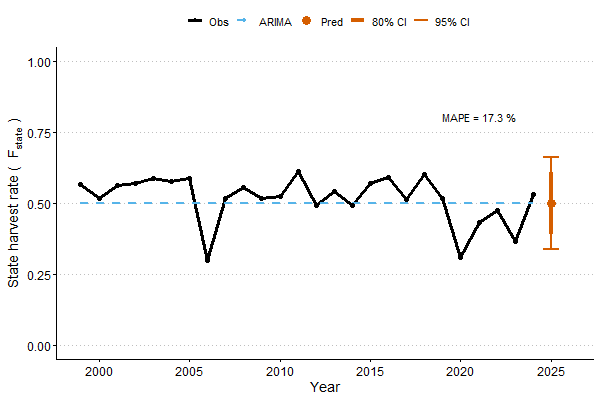 Obs ARIMA Pred 80% CI 95% CI
1.00
MAPE = 17.3 %
0.75
0.50
0.25
0.00
State harvest rate ( F state )
2000 2005 2010 2015 2020 2025
Year